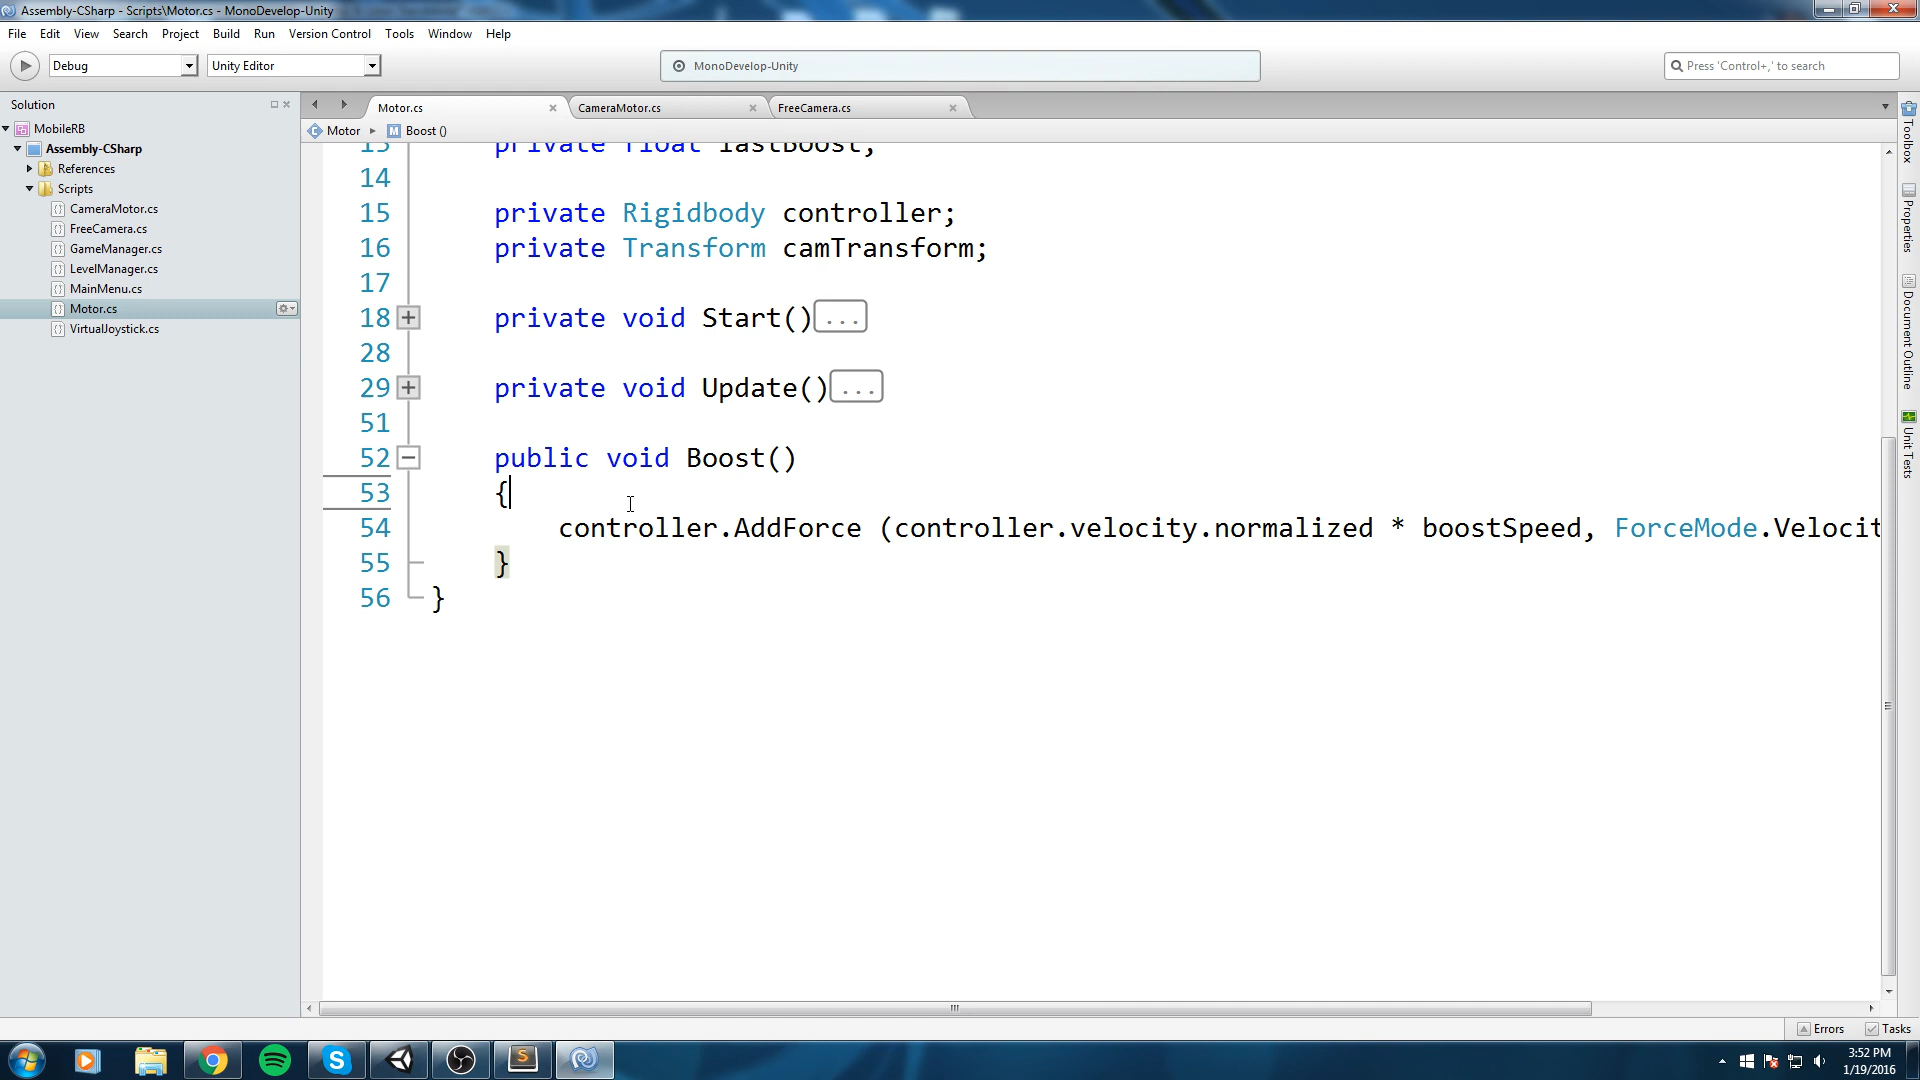 Assembly-CSharp - Scripts\Motor.cs - MonoDevelop-Unity
File Edit View Search Project Build Run Version Control Tools Window Help
Debug Unity Editor MonoDevelop-Unity Press 'Control+,' to search
Solution
MobileRB
Assembly-CSharp
References
Scripts
CameraMotor.cs
FreeCamera.cs
GameManager.cs
LevelManager.cs
MainMenu.cs
Motor.cs
VirtualJoystick.cs
Motor.cs CameraMotor.cs FreeCamera.cs
Motor Boost ()
13 private float lastBoost;
14
15 private Rigidbody controller;
16 private Transform camTransform;
17
18 private void Start()...
28
29 private void Update()...
51
52 public void Boost()
53 {
54 controller.AddForce (controller.velocity.normalized * boostSpeed, ForceMode.Velocit
55 }
56 }
Toolbox
Properties
Document Outline
Unit Tests
Errors Tasks
3:52 PM
1/19/2016